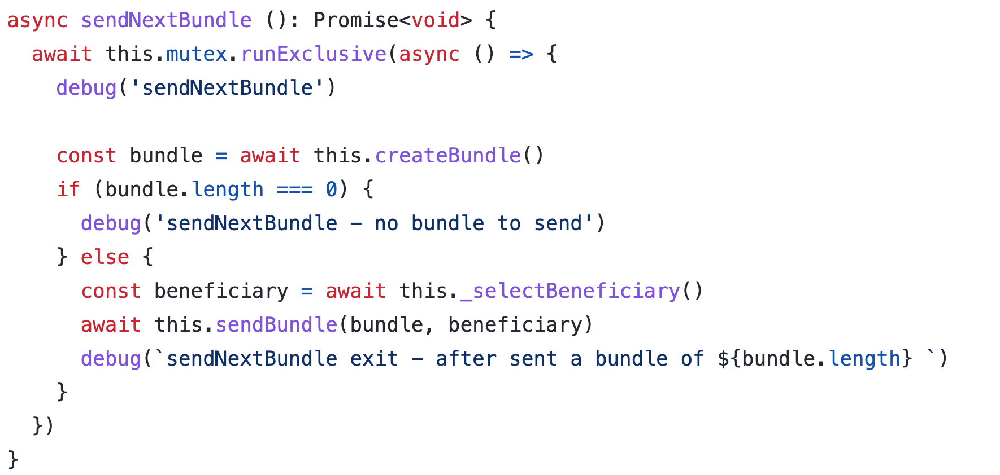 async sendNextBundle (): Promise<void> {
  await this.mutex.runExclusive(async () => {
    debug('sendNextBundle')

    const bundle = await this.createBundle()
    if (bundle.length === 0) {
      debug('sendNextBundle - no bundle to send')
    } else {
      const beneficiary = await this._selectBeneficiary()
      await this.sendBundle(bundle, beneficiary)
      debug(`sendNextBundle exit - after sent a bundle of ${bundle.length} `)
    }
  })
}